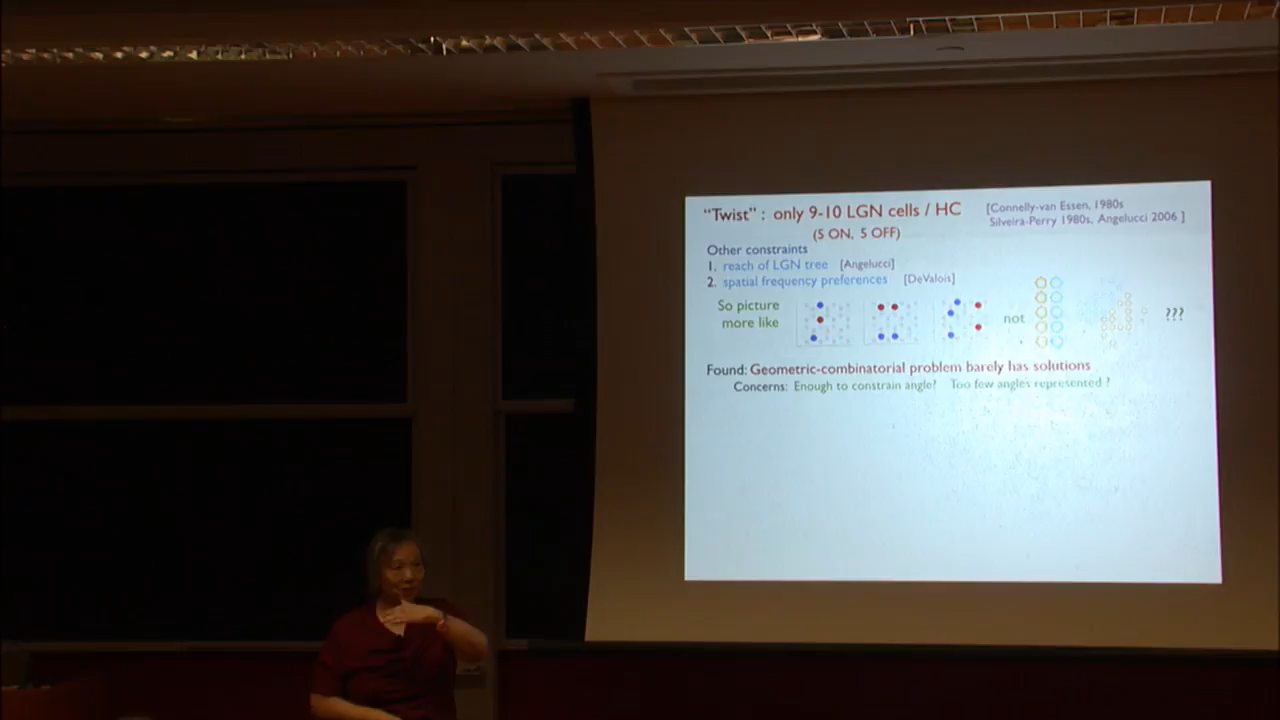 "Twist" : only 9-10 LGN cells / HC
(5 ON, 5 OFF)
[Connelly-van Essen, 1980s
Silveira-Perry 1980s, Angelucci 2006 ]
Other constraints
1. reach of LGN tree [Angelucci]
2. spatial frequency preferences [DeValois]
So picture
more like
not
???
Found: Geometric-combinatorial problem barely has solutions
Concerns: Enough to constrain angle? Too few angles represented ?